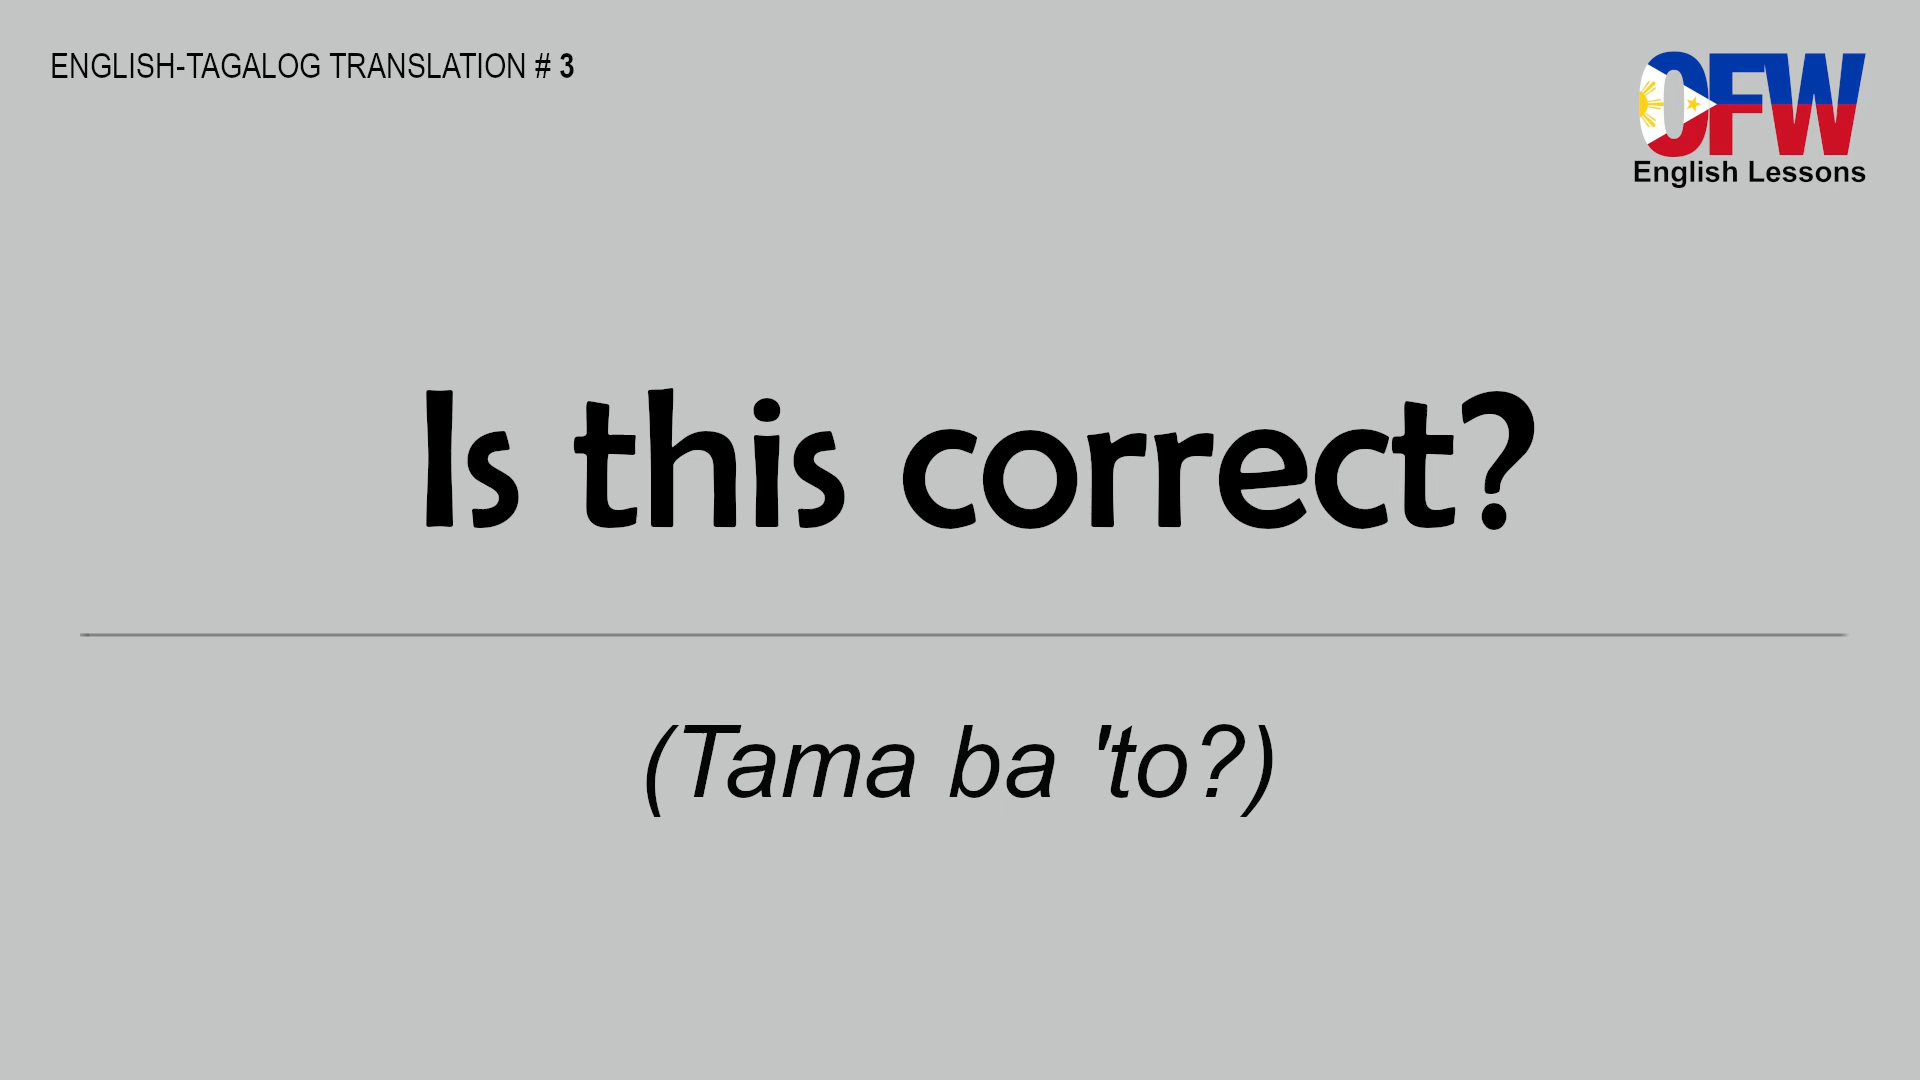 ENGLISH-TAGALOG TRANSLATION # 3
OFW
English Lessons
Is this correct?
(Tama ba 'to?)